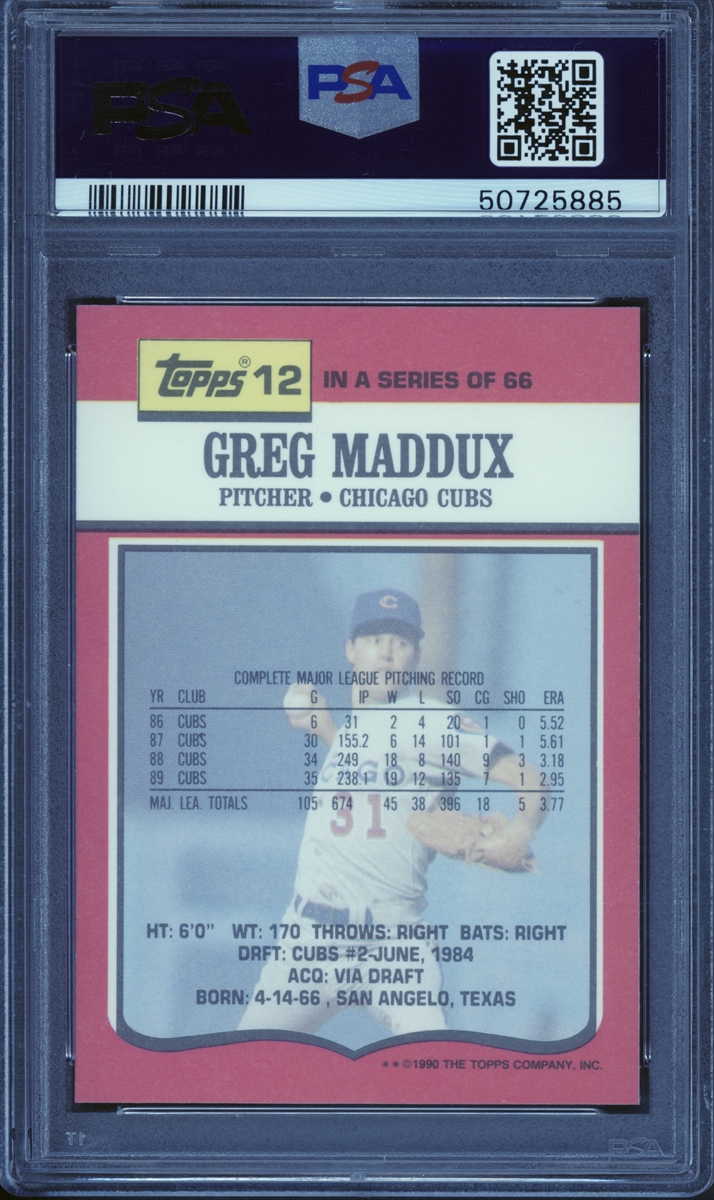 PSA
PSA
50725885
Topps® 12 IN A SERIES OF 66
GREG MADDUX
PITCHER • CHICAGO CUBS
C
COMPLETE MAJOR LEAGUE PITCHING RECORD
YR CLUB G IP W L SO CG SHO ERA
86 CUBS 6 31 2 4 20 1 0 5.52
87 CUBS 30 155.2 6 14 101 1 1 5.61
88 CUBS 34 249 18 8 140 9 3 3.18
89 CUBS 35 238.1 19 12 135 7 1 2.95
MAJ. LEA. TOTALS 105 674 45 38 396 18 5 3.77
31
HT: 6'0" WT: 170 THROWS: RIGHT BATS: RIGHT
DRFT: CUBS #2-JUNE, 1984
ACQ: VIA DRAFT
BORN: 4-14-66 , SAN ANGELO, TEXAS
**©1990 THE TOPPS COMPANY, INC.
PSA